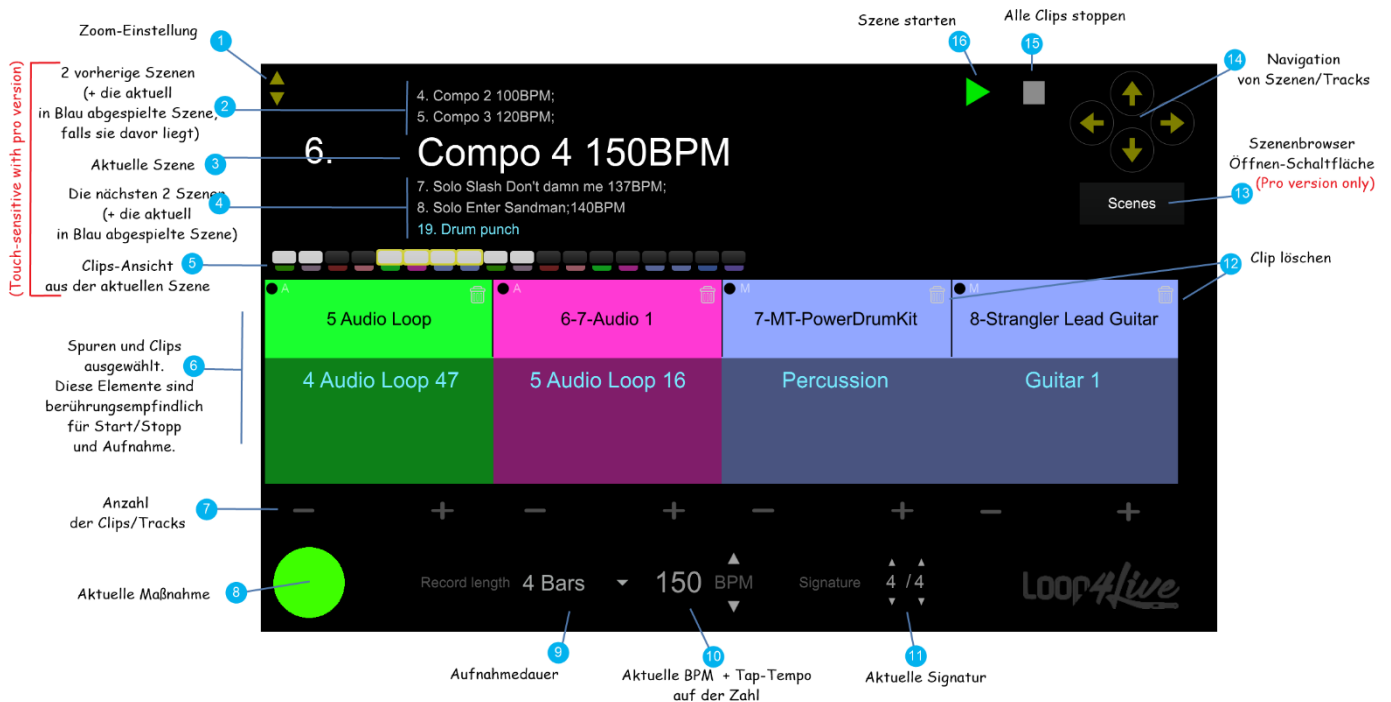 Zoom-Einstellung
1
2 vorherige Szenen
(+ die aktuell
in Blau abgespielte Szene,
falls sie davor liegt)
2
Aktuelle Szene
3
Die nächsten 2 Szenen
(+ die aktuell
in Blau abgespielte Szene)
4
(Touch-sensitive with pro version)
Clips-Ansicht
aus der aktuellen Szene
5
Spuren und Clips
ausgewählt.
Diese Elemente sind
berührungsempfindlich
für Start/Stopp
und Aufnahme.
6
Anzahl
der Clips/Tracks
7
Aktuelle Maßnahme
8
Szene starten
16
Alle Clips stoppen
15
14
Navigation
von Szenen/Tracks
Szenenbrowser
Öffnen-Schaltfläche
(Pro version only)
13
Clip löschen
12
4. Compo 2 100BPM;
5. Compo 3 120BPM;
6. Compo 4 150BPM
7. Solo Slash Don't damn me 137BPM;
8. Solo Enter Sandman;140BPM
19. Drum punch
Scenes
A A M M
5 Audio Loop 6-7-Audio 1 7-MT-PowerDrumKit 8-Strangler Lead Guitar
4 Audio Loop 47 5 Audio Loop 16 Percussion Guitar 1
− + − + − + − +
Record length 4 Bars 150 BPM Signature 4 / 4
Loop4Live
9
Aufnahmedauer
10
Aktuelle BPM + Tap-Tempo
auf der Zahl
11
Aktuelle Signatur